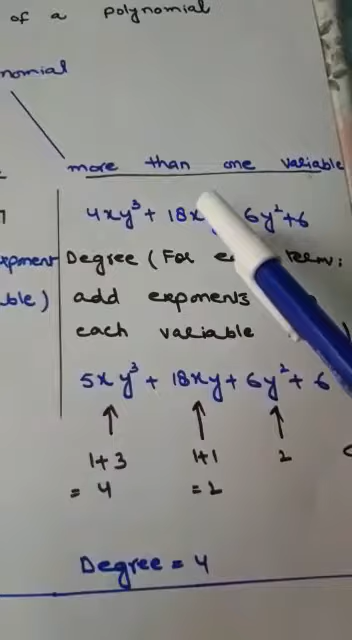 of a polynomial
nomial
more than one variable
4xy³ + 18x 6y² + 6
xponent Degree (For e term:
able) add exponents
each variable )
5xy³ + 18xy + 6y² + 6
↑ ↑ ↑
1+3 1+1 2
= 4 = 2
Degree = 4